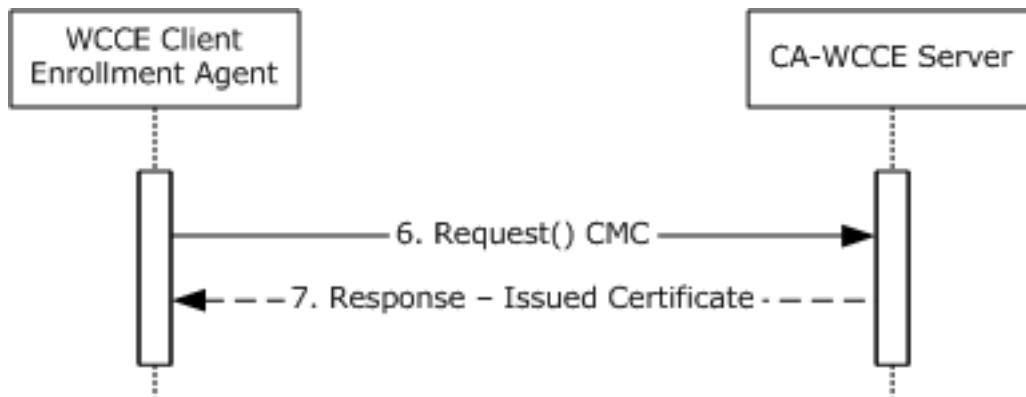 WCCE Client
Enrollment Agent
CA-WCCE Server
6. Request() CMC
7. Response – Issued Certificate